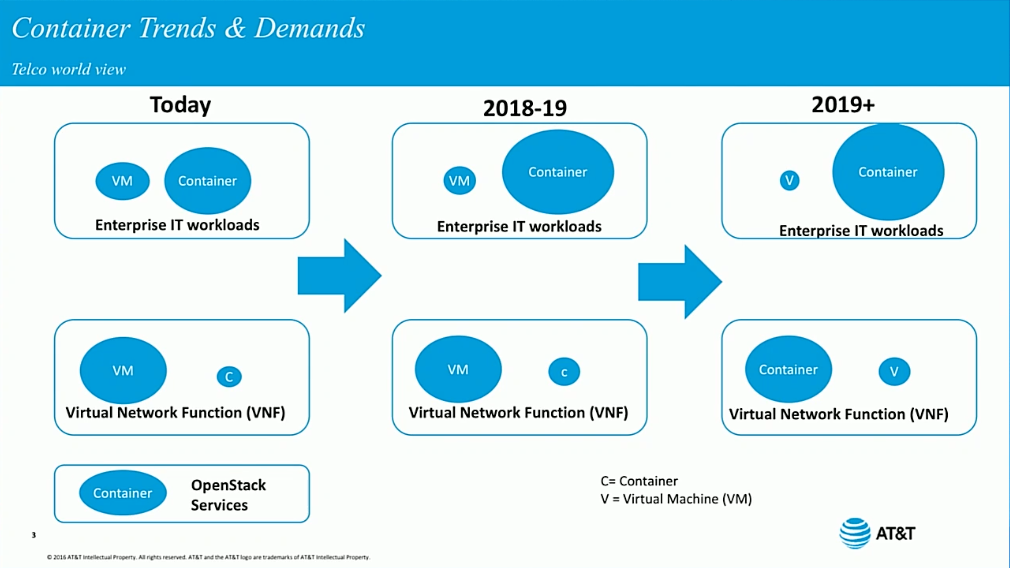 Container Trends & Demands
Telco world view
Today
2018-19
2019+
VM
Container
Enterprise IT workloads
VM
Container
Enterprise IT workloads
V
Container
Enterprise IT workloads
VM
C
Virtual Network Function (VNF)
VM
c
Virtual Network Function (VNF)
Container
V
Virtual Network Function (VNF)
Container
OpenStack
Services
C= Container
V = Virtual Machine (VM)
3
AT&T
© 2016 AT&T Intellectual Property. All rights reserved. AT&T and the AT&T logo are trademarks of AT&T Intellectual Property.